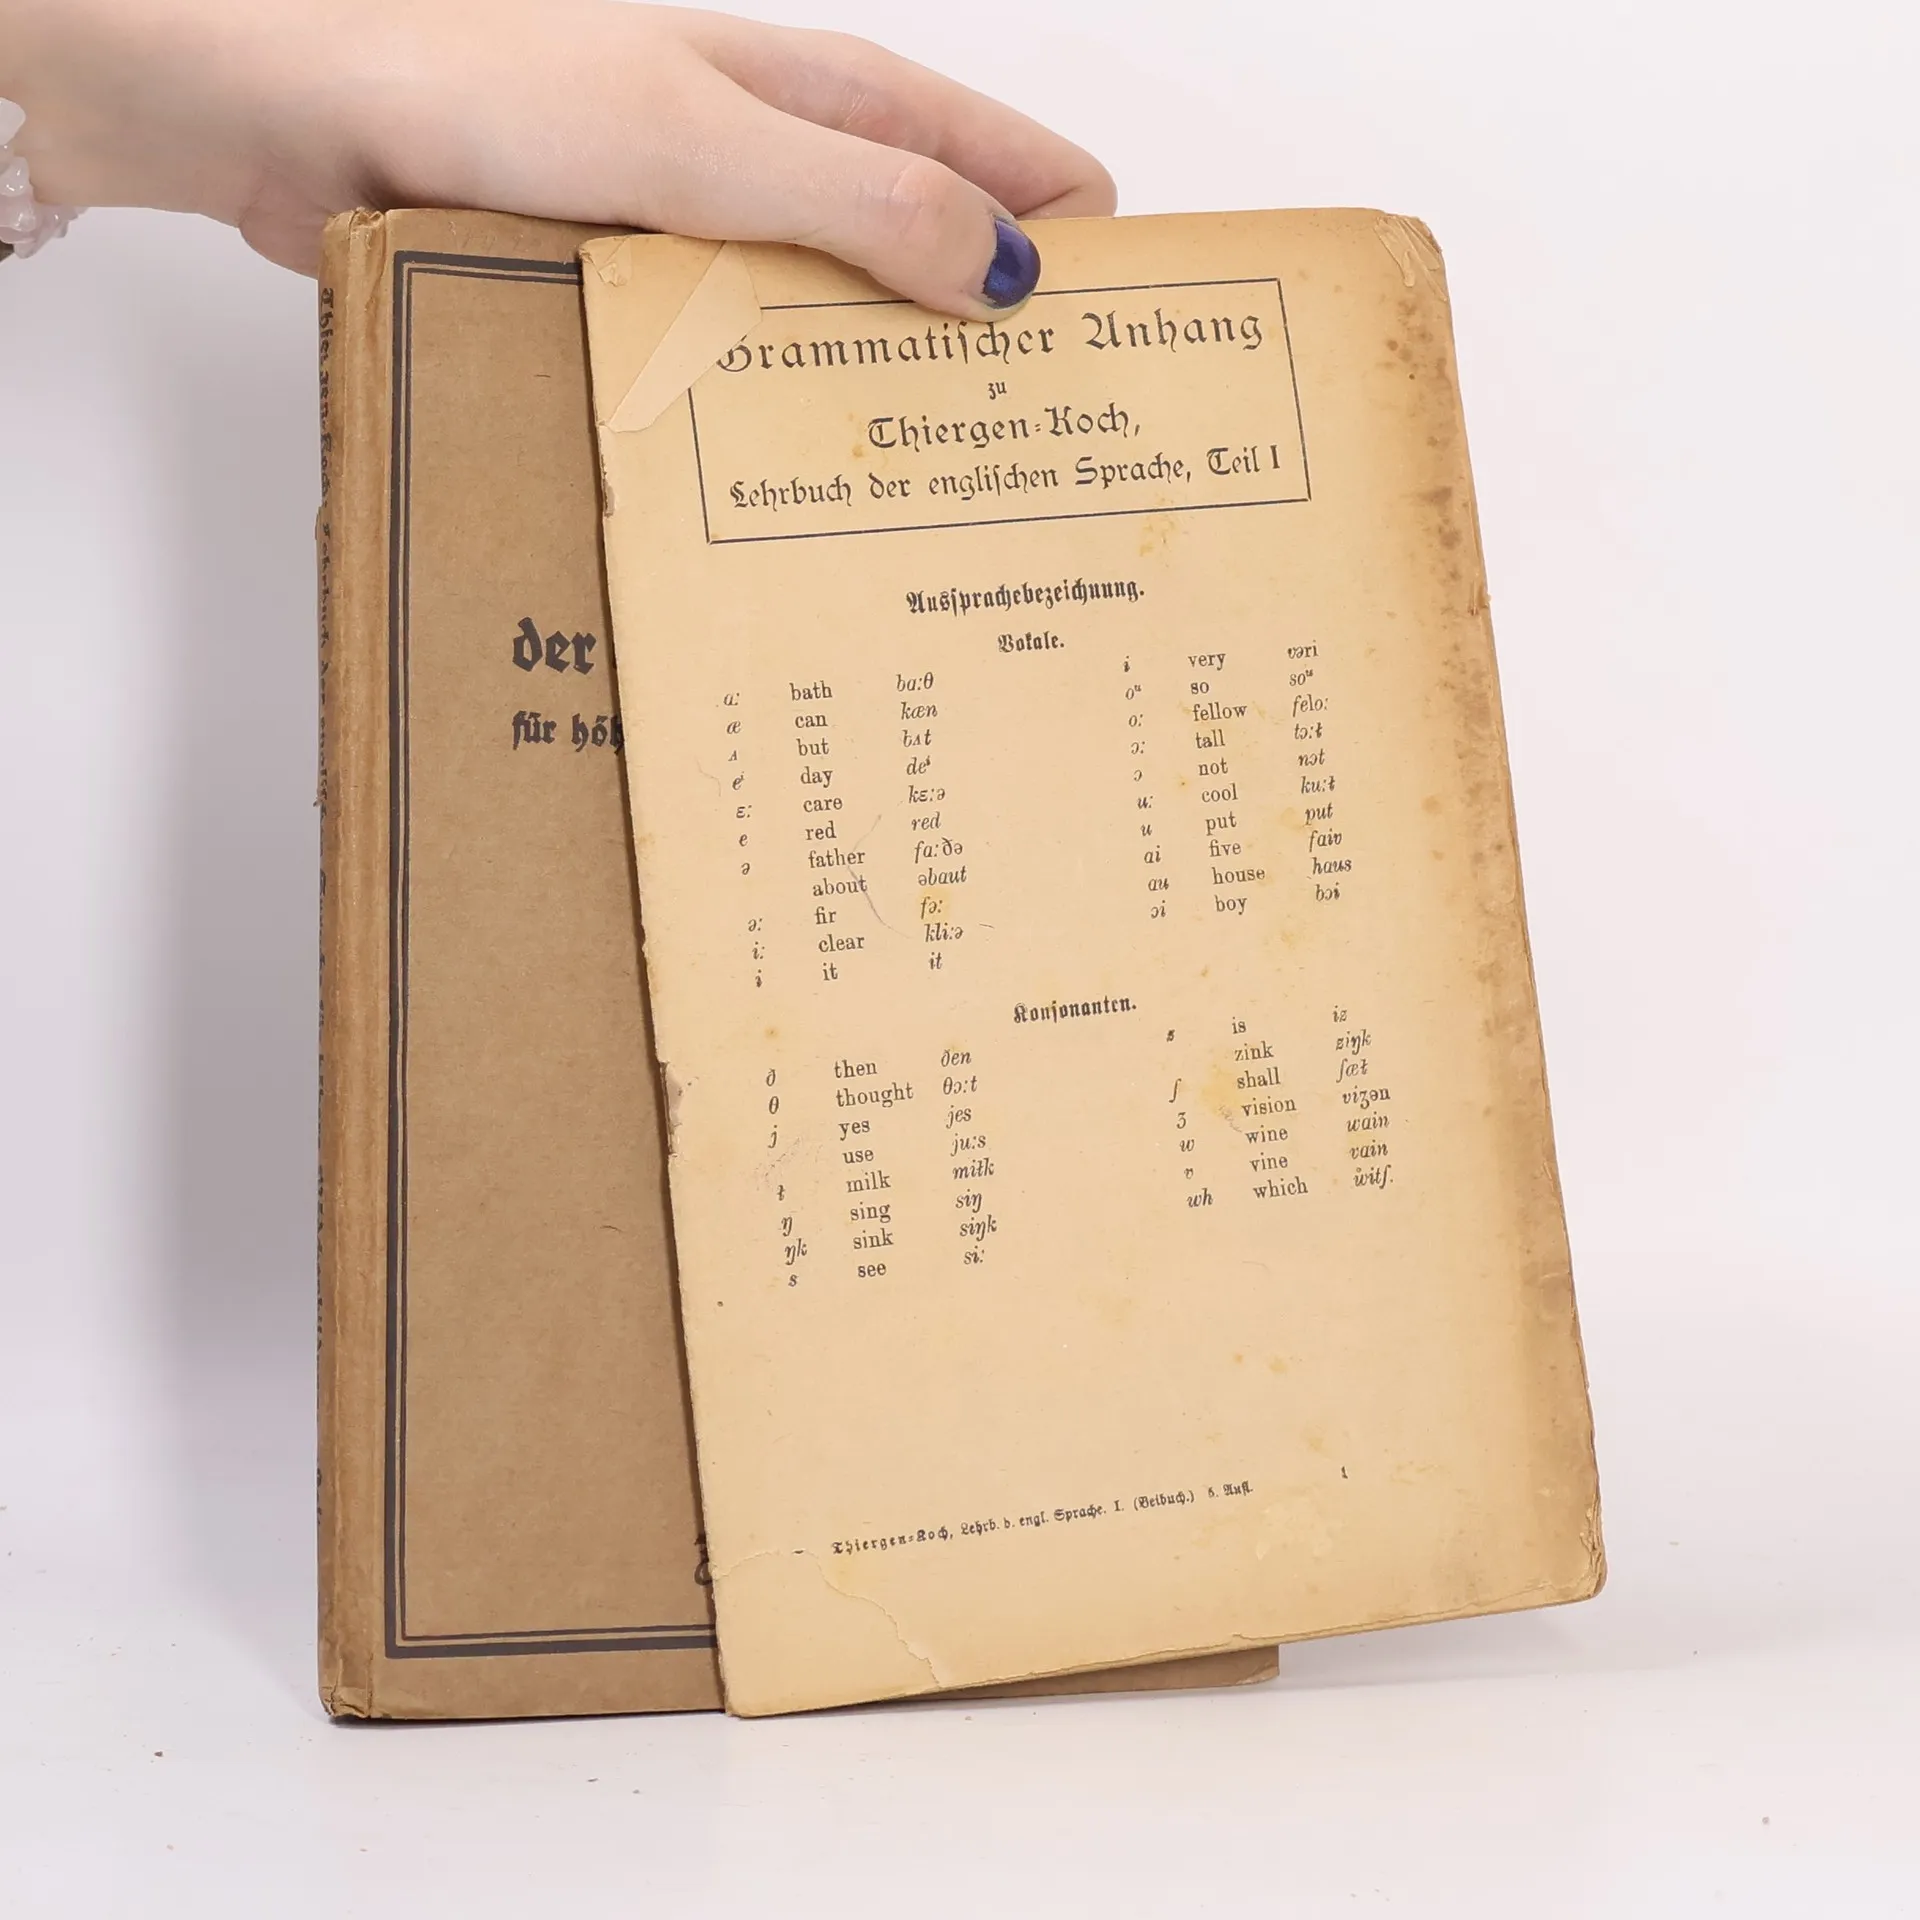 Grammatischer Anhang
zu
Thiergen-Koch,
Lehrbuch der englischen Sprache, Teil I
Aussprachebezeichnung.
Vokale.
a: bath ba:θ
æ can kæn
ʌ but bʌt
eⁱ day deⁱ
ɛ: care kɛ:ə
e red red
ə father fa:ðə
about əbaut
ə: fir fə:
i: clear kli:ə
i it it
i very vəri
oᵘ so soᵘ
o: fellow felo:
ɔ: tall tɔ:ɫ
ɔ not nɔt
u: cool ku:ɫ
u put put
ai five faiv
au house haus
ɔi boy bɔi
Konsonanten.
ð then ðen
θ thought θɔ:t
j yes jes
use ju:s
ɫ milk miɫk
ŋ sing siŋ
ŋk sink siŋk
s see si:
z is iz
zink ziŋk
ʃ shall ʃæɫ
ʒ vision viʒən
w wine wain
v vine vain
wh which ẘitʃ.
Thiergen-Koch, Lehrb. d. engl. Sprache. I. (Beibuch.) 5. Aufl. 1
der
für höh